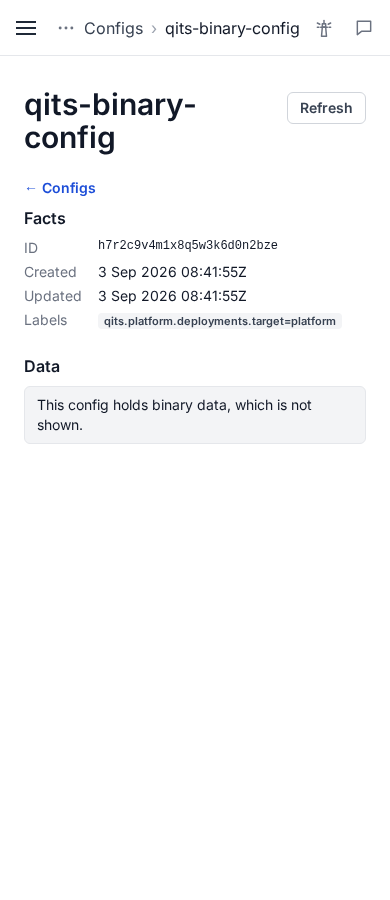 ··· Configs › qits-binary-config
qits-binary-
config
Refresh
← Configs
Facts
ID h7r2c9v4m1x8q5w3k6d0n2bze
Created 3 Sep 2026 08:41:55Z
Updated 3 Sep 2026 08:41:55Z
Labels qits.platform.deployments.target=platform
Data
This config holds binary data, which is not
shown.